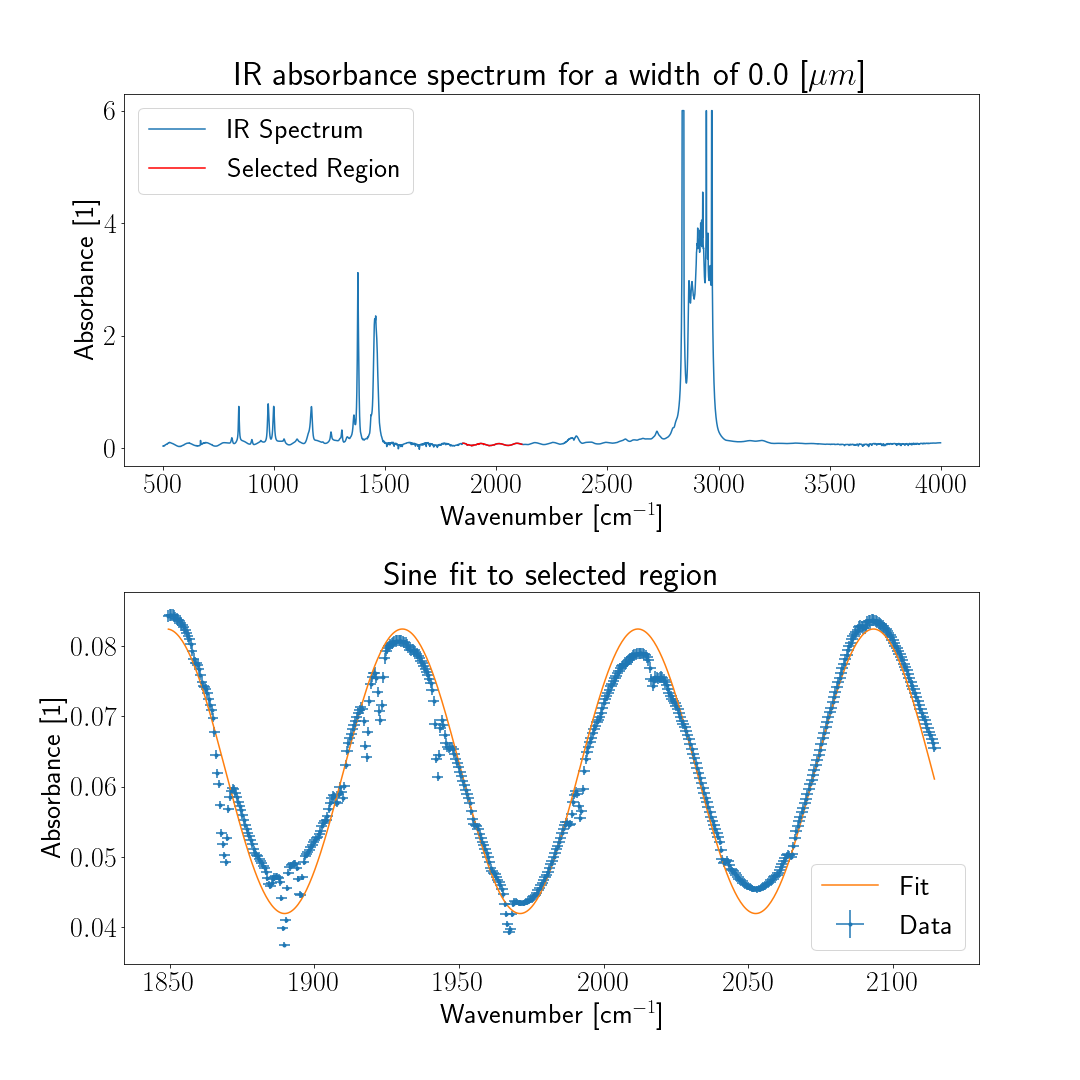 IR absorbance spectrum for a width of 0.0 [μm]
6
4
2
0
Absorbance [1]
IR Spectrum
Selected Region
500 1000 1500 2000 2500 3000 3500 4000
Wavenumber [cm⁻¹]
Sine fit to selected region
0.08
0.07
0.06
0.05
0.04
Absorbance [1]
Fit
Data
1850 1900 1950 2000 2050 2100
Wavenumber [cm⁻¹]